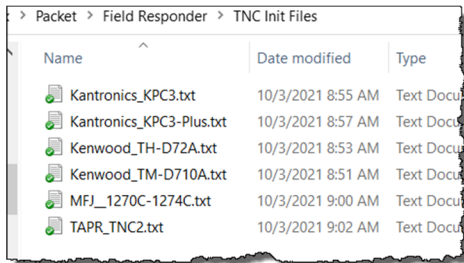 Packet > Field Responder > TNC Init Files
Name Date modified Type
Kantronics_KPC3.txt 10/3/2021 8:55 AM Text Docu
Kantronics_KPC3-Plus.txt 10/3/2021 8:57 AM Text Docu
Kenwood_TH-D72A.txt 10/3/2021 8:53 AM Text Docu
Kenwood_TM-D710A.txt 10/3/2021 8:51 AM Text Docu
MFJ__1270C-1274C.txt 10/3/2021 9:00 AM Text Docu
TAPR_TNC2.txt 10/3/2021 9:02 AM Text Docu